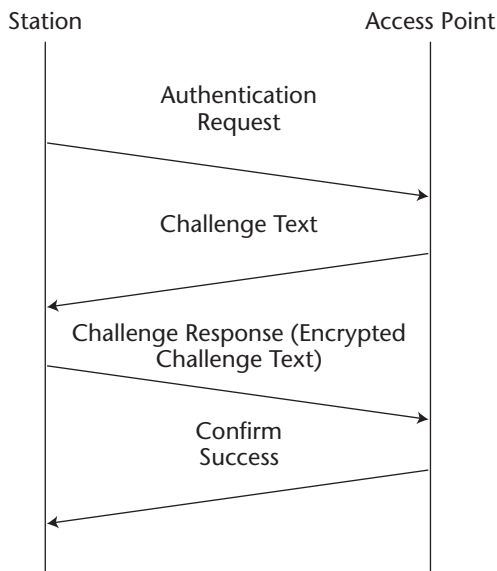 Station
Access Point
Authentication
Request
Challenge Text
Challenge Response (Encrypted
Challenge Text)
Confirm
Success